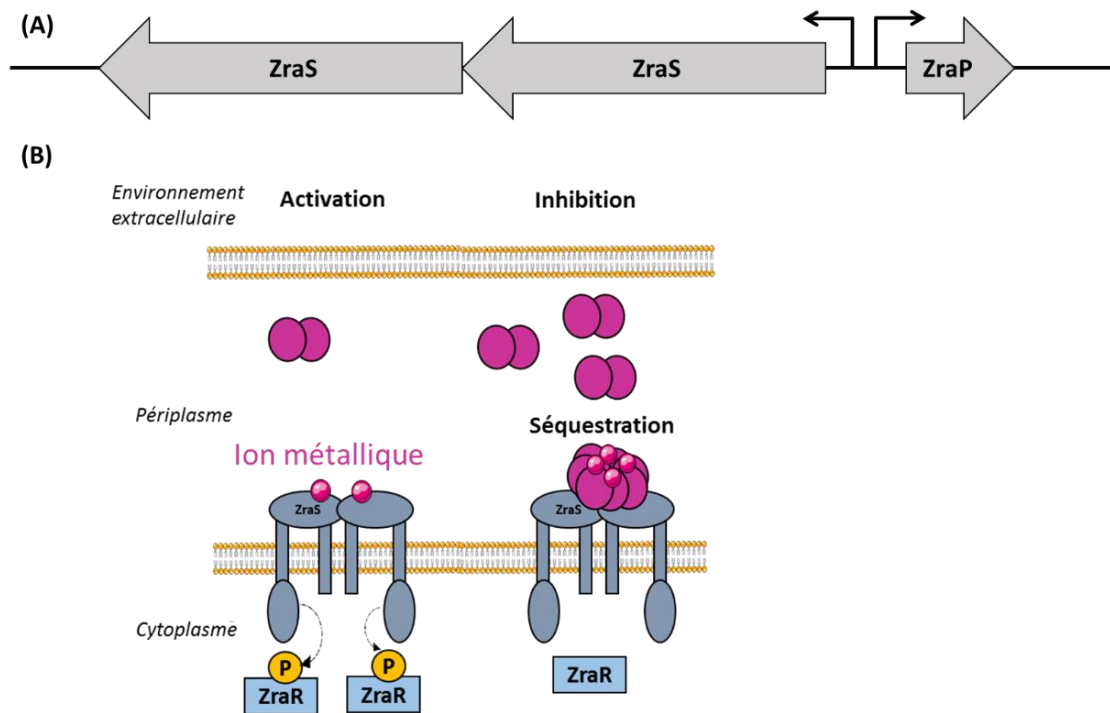 (A)
ZraS
ZraS
ZraP
(B)
Environnement
extracellulaire
Activation
Inhibition
Périplasme
Séquestration
Ion métallique
ZraS
ZraS
Cytoplasme
P
P
ZraR
ZraR
ZraR